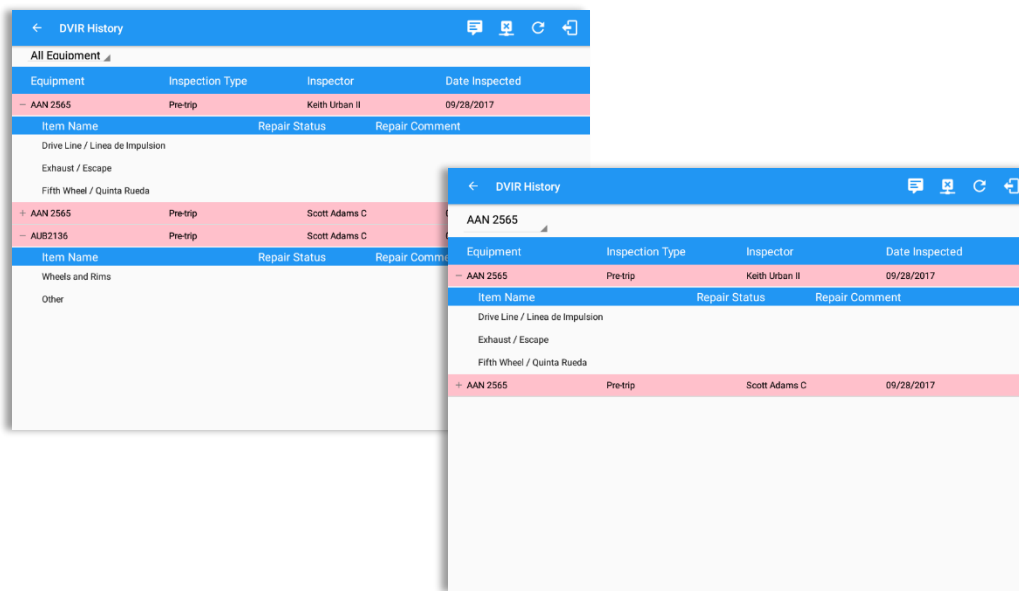 DVIR History
All Equipment
Equipment Inspection Type Inspector Date Inspected
– AAN 2565 Pre-trip Keith Urban II 09/28/2017
Item Name Repair Status Repair Comment
Drive Line / Linea de Impulsion
Exhaust / Escape
Fifth Wheel / Quinta Rueda
+ AAN 2565 Pre-trip Scott Adams C
– AUB2136 Pre-trip Scott Adams C
Item Name Repair Status Repair Comme
Wheels and Rims
Other
DVIR History
AAN 2565
Equipment Inspection Type Inspector Date Inspected
– AAN 2565 Pre-trip Keith Urban II 09/28/2017
Item Name Repair Status Repair Comment
Drive Line / Linea de Impulsion
Exhaust / Escape
Fifth Wheel / Quinta Rueda
+ AAN 2565 Pre-trip Scott Adams C 09/28/2017